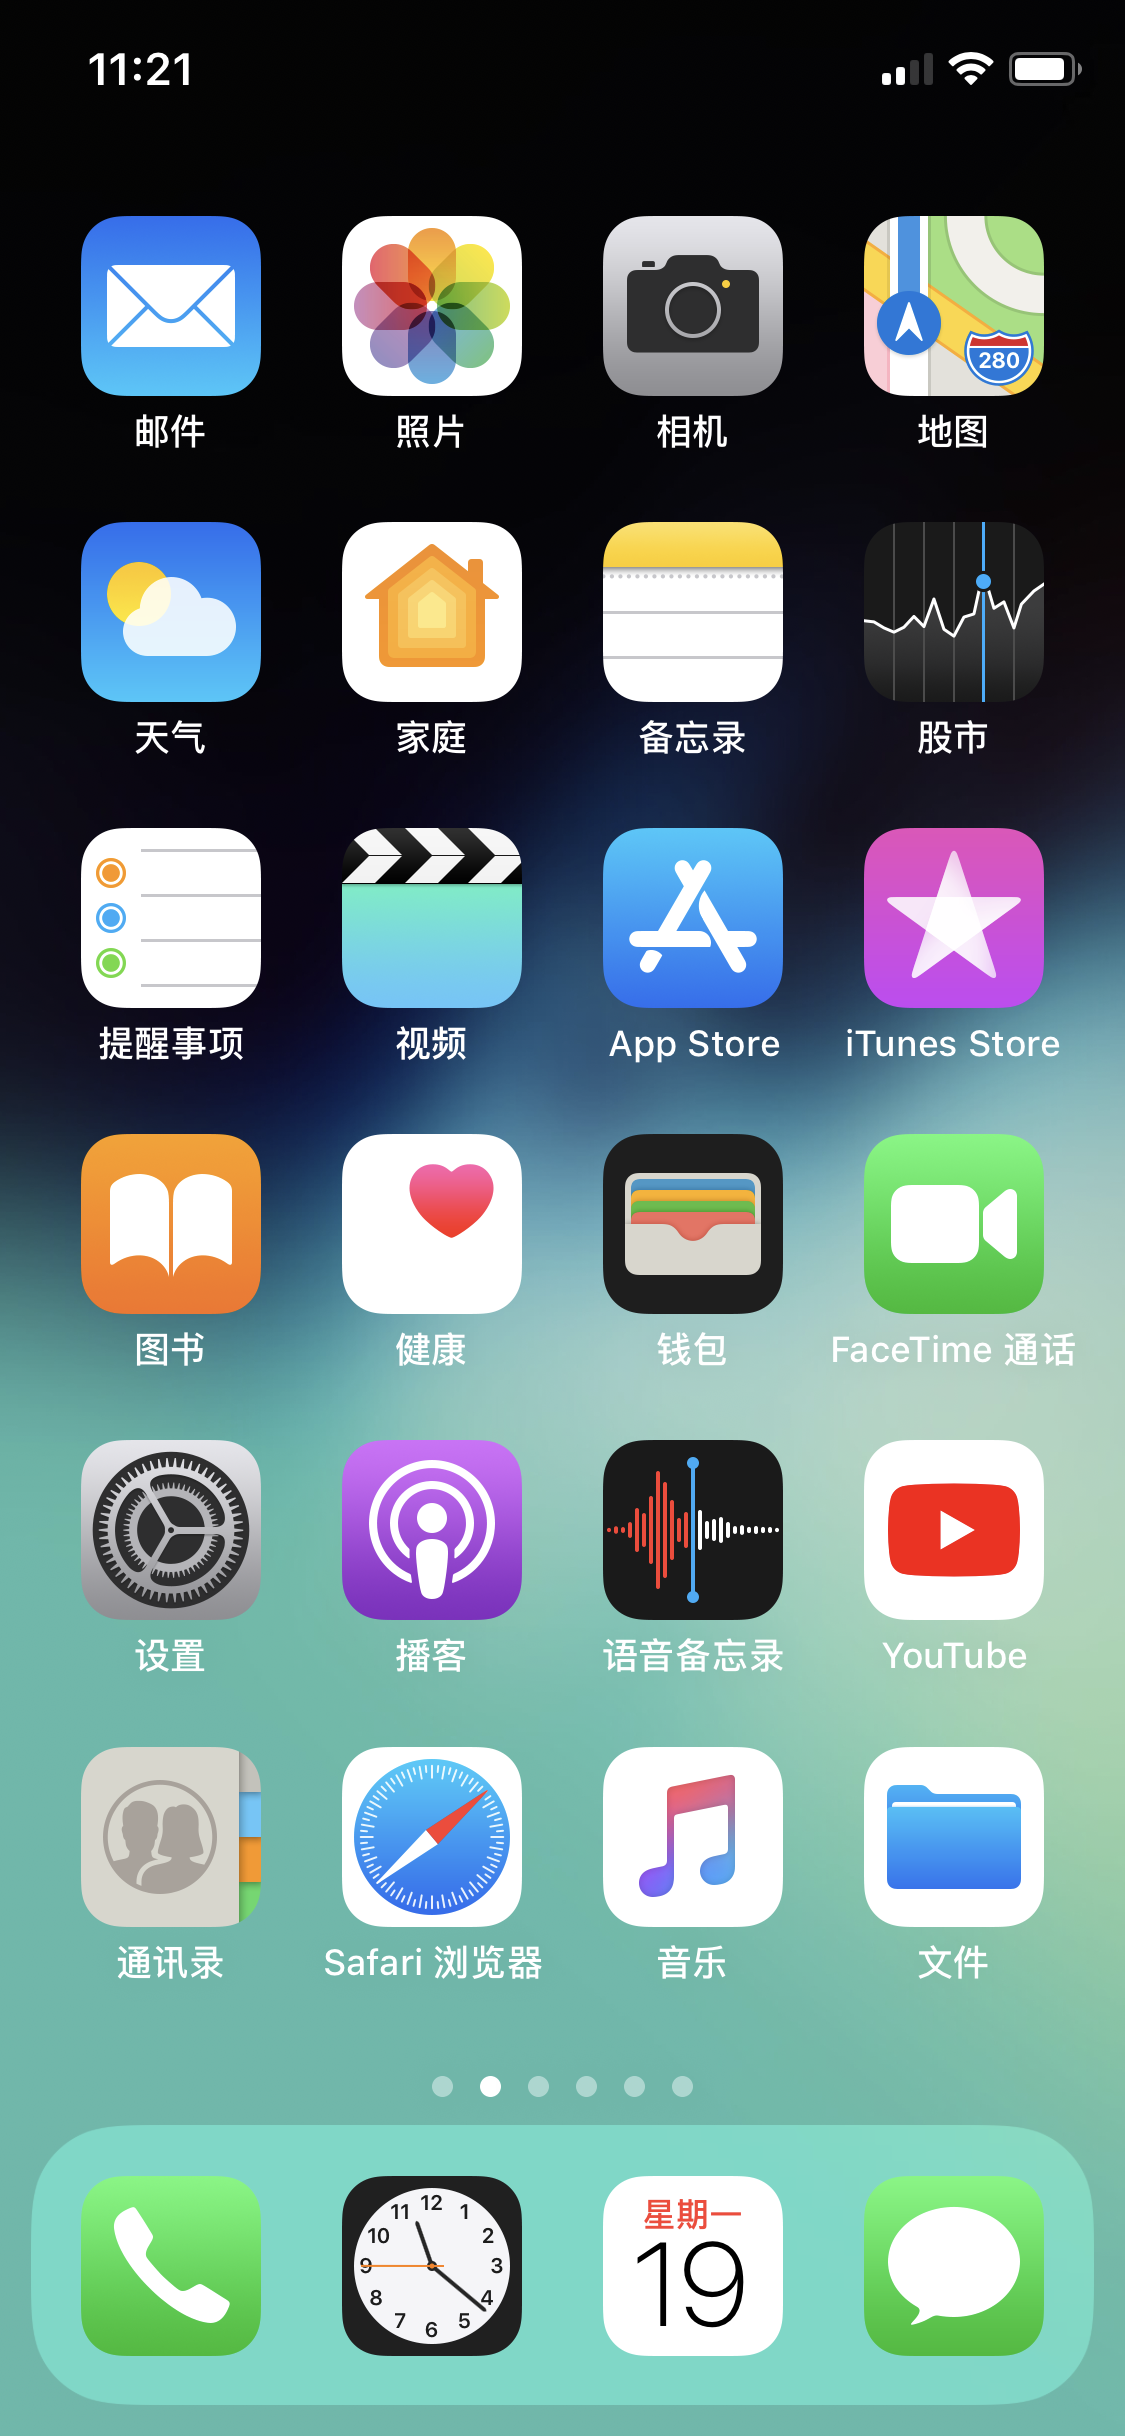 11:21
280
邮件 照片 相机 地图
天气 家庭 备忘录 股市
提醒事项 视频 App Store iTunes Store
图书 健康 钱包 FaceTime 通话
设置 播客 语音备忘录 YouTube
通讯录 Safari 浏览器 音乐 文件
12
11 1
10 2
9 3
8 4
7 5
6
星期一
19